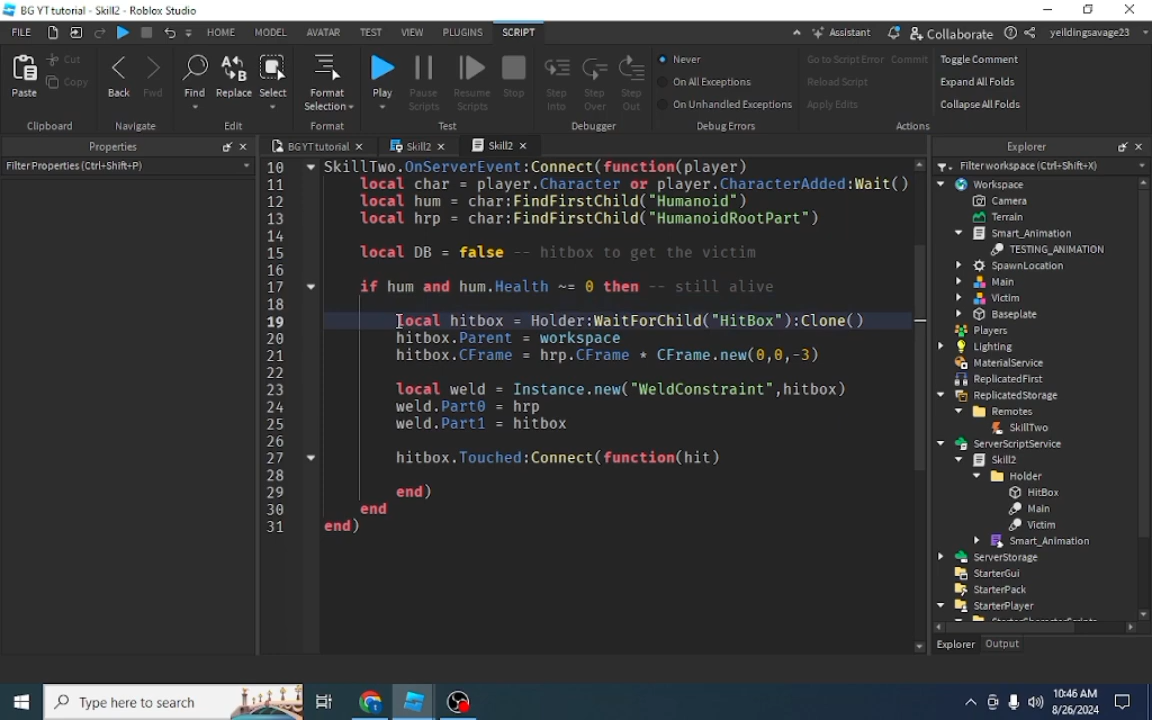 BG YT tutorial - Skill2 - Roblox Studio
FILE HOME MODEL AVATAR TEST VIEW PLUGINS SCRIPT Assistant Collaborate yeildingsavage23
Paste Cut Copy Back Fwd Find Replace Select Format Selection Play Pause Scripts Resume Scripts Stop Step Into Step Over Step Out Never On All Exceptions On Unhandled Exceptions Go to Script Error Commit Reload Script Apply Edits Toggle Comment Expand All Folds Collapse All Folds
Clipboard Navigate Edit Format Test Debugger Debug Errors Actions
Properties BGYTtutorial Skill2 Skill2 Explorer
Filter Properties (Ctrl+Shift+P) Filter workspace (Ctrl+Shift+X)
10 SkillTwo.OnServerEvent:Connect(function(player)
11 local char = player.Character or player.CharacterAdded:Wait()
12 local hum = char:FindFirstChild("Humanoid")
13 local hrp = char:FindFirstChild("HumanoidRootPart")
14
15 local DB = false -- hitbox to get the victim
16
17 if hum and hum.Health ~= 0 then -- still alive
18
19 local hitbox = Holder:WaitForChild("HitBox"):Clone()
20 hitbox.Parent = workspace
21 hitbox.CFrame = hrp.CFrame * CFrame.new(0,0,-3)
22
23 local weld = Instance.new("WeldConstraint",hitbox)
24 weld.Part0 = hrp
25 weld.Part1 = hitbox
26
27 hitbox.Touched:Connect(function(hit)
28
29 end)
30 end
31 end)
Workspace
Camera
Terrain
Smart_Animation
TESTING_ANIMATION
SpawnLocation
Main
Victim
Baseplate
Players
Lighting
MaterialService
ReplicatedFirst
ReplicatedStorage
Remotes
SkillTwo
ServerScriptService
Skill2
Holder
HitBox
Main
Victim
Smart_Animation
ServerStorage
StarterGui
StarterPack
StarterPlayer
Explorer Output
Type here to search
10:46 AM
8/26/2024